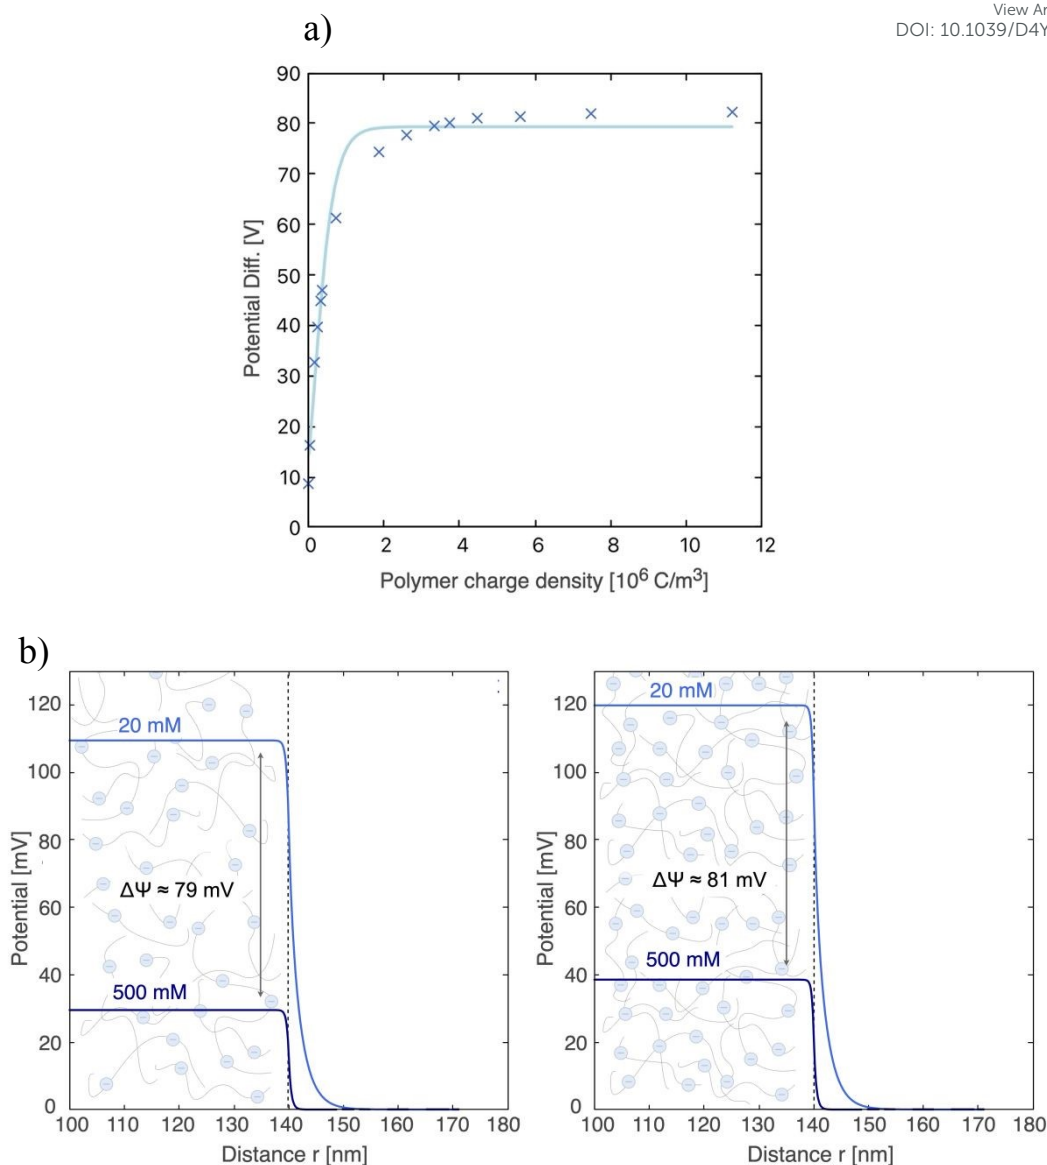 View Ar
DOI: 10.1039/D4Y
a)
90
80
70
60
50
40
30
20
10
0
Potential Diff. [V]
0 2 4 6 8 10 12
Polymer charge density [10⁶ C/m³]
b)
120
100
80
60
40
20
0
Potential [mV]
20 mM
ΔΨ ≈ 79 mV
500 mM
100 110 120 130 140 150 160 170 180
Distance r [nm]
120
100
80
60
40
20
0
Potential [mV]
20 mM
ΔΨ ≈ 81 mV
500 mM
100 110 120 130 140 150 160 170 180
Distance r [nm]